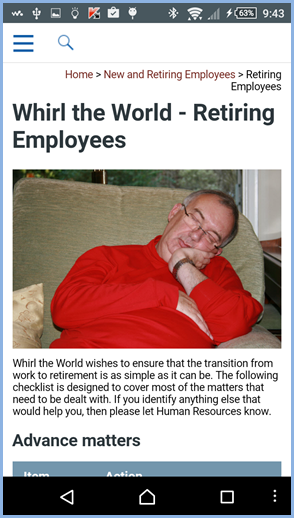 63% 9:43
Home > New and Retiring Employees > Retiring
Employees
Whirl the World - Retiring
Employees
Whirl the World wishes to ensure that the transition from
work to retirement is as simple as it can be. The following
checklist is designed to cover most of the matters that
need to be dealt with. If you identify anything else that
would help you, then please let Human Resources know.
Advance matters
Item Action